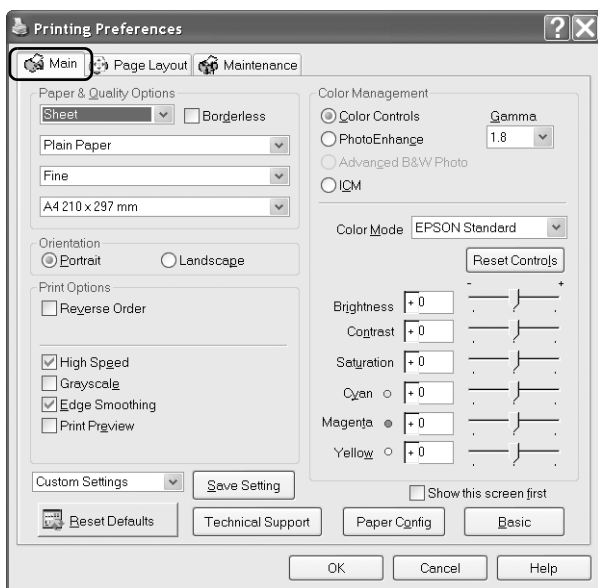 Printing Preferences
Main
Page Layout
Maintenance
Paper & Quality Options
Sheet
Borderless
Plain Paper
Fine
A4 210 x 297 mm
Orientation
Portrait
Landscape
Print Options
Reverse Order
High Speed
Grayscale
Edge Smoothing
Print Preview
Custom Settings
Save Setting
Reset Defaults
Technical Support
Color Management
Color Controls
PhotoEnhance
Advanced B&W Photo
ICM
Gamma
1.8
Color Mode EPSON Standard
Reset Controls
- +
Brightness + 0
Contrast + 0
Saturation + 0
Cyan + 0
Magenta + 0
Yellow + 0
Show this screen first
Paper Config
Basic
OK
Cancel
Help